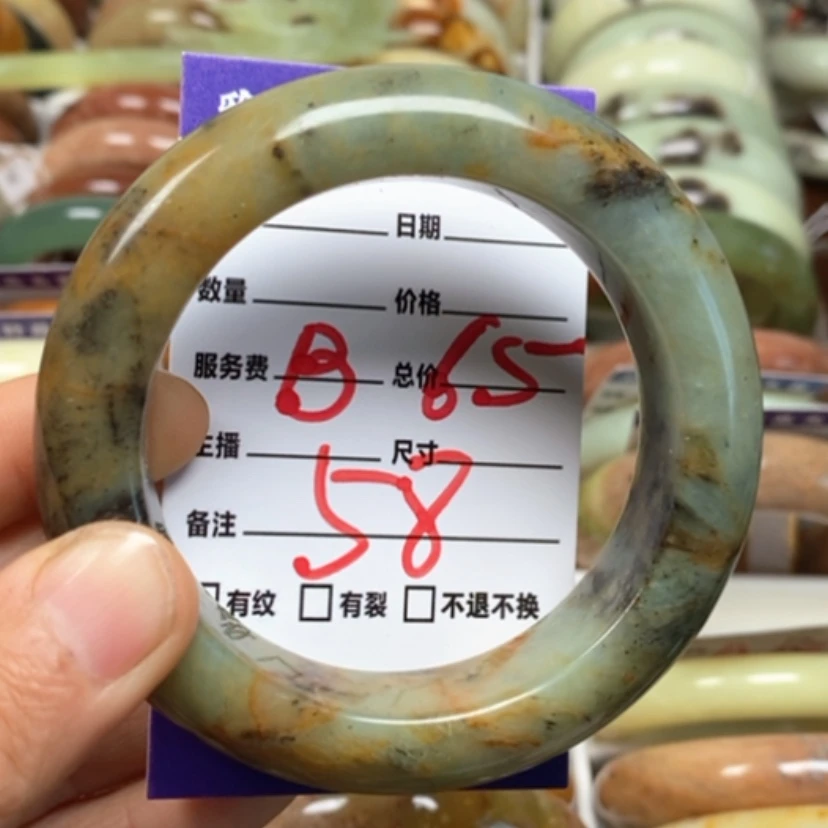 日期
数量 价格
服务费 B 总价 65
主播 尺寸
58
备注
□有纹 □有裂 □不退不换